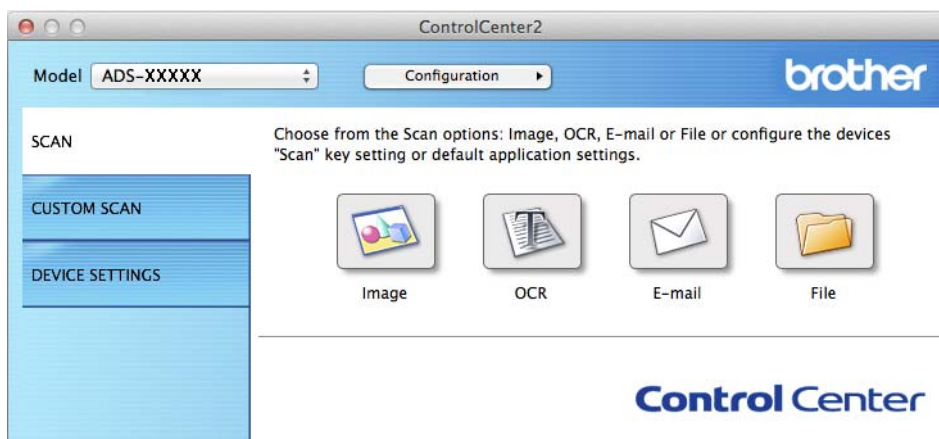 ControlCenter2
Model ADS-XXXXX Configuration brother
SCAN
Choose from the Scan options: Image, OCR, E-mail or File or configure the devices
"Scan" key setting or default application settings.
CUSTOM SCAN
DEVICE SETTINGS
Image OCR E-mail File
Control Center